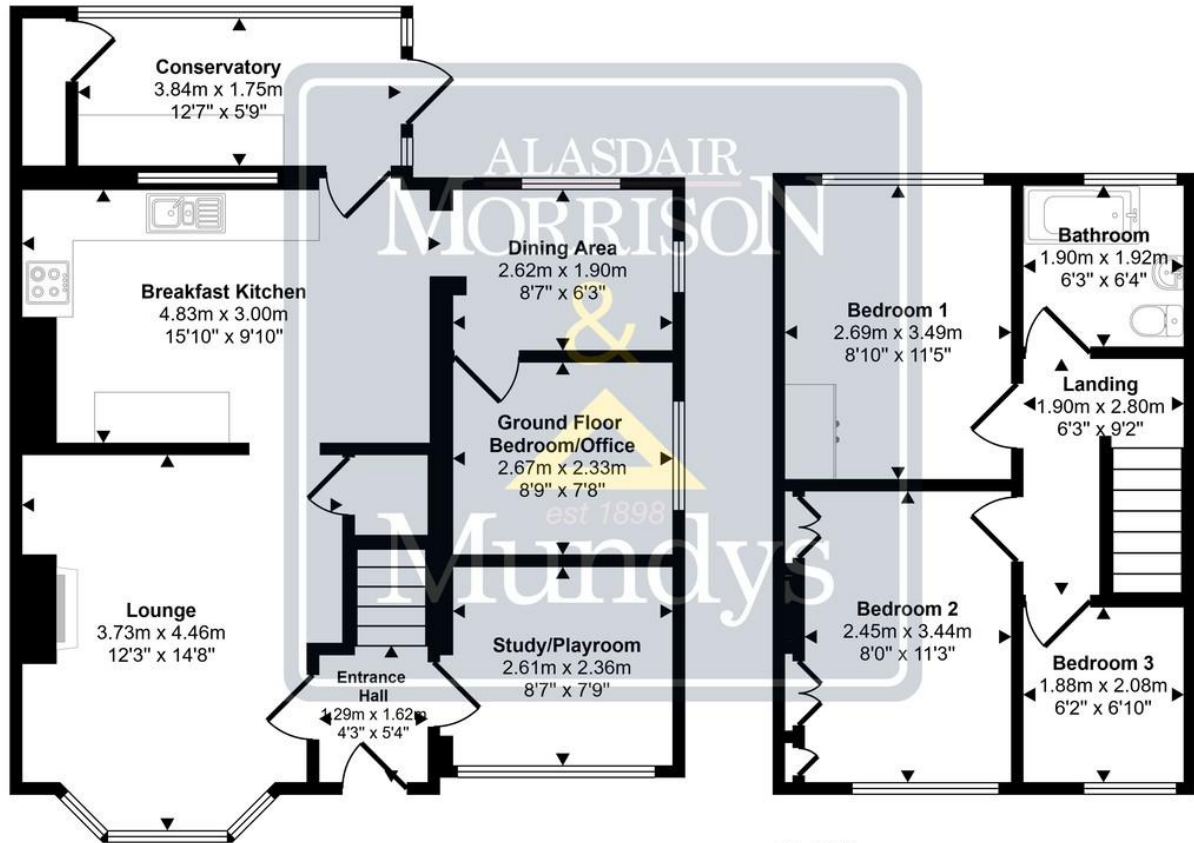 Conservatory
3.84m x 1.75m
12'7" x 5'9"
ALASDAIR
MORRISON
&
est 1898
Mundys
Breakfast Kitchen
4.83m x 3.00m
15'10" x 9'10"
Dining Area
2.62m x 1.90m
8'7" x 6'3"
Ground Floor
Bedroom/Office
2.67m x 2.33m
8'9" x 7'8"
Lounge
3.73m x 4.46m
12'3" x 14'8"
Entrance
Hall
1.29m x 1.62m
4'3" x 5'4"
Study/Playroom
2.61m x 2.36m
8'7" x 7'9"
Bedroom 1
2.69m x 3.49m
8'10" x 11'5"
Bathroom
1.90m x 1.92m
6'3" x 6'4"
Landing
1.90m x 2.80m
6'3" x 9'2"
Bedroom 2
2.45m x 3.44m
8'0" x 11'3"
Bedroom 3
1.88m x 2.08m
6'2" x 6'10"